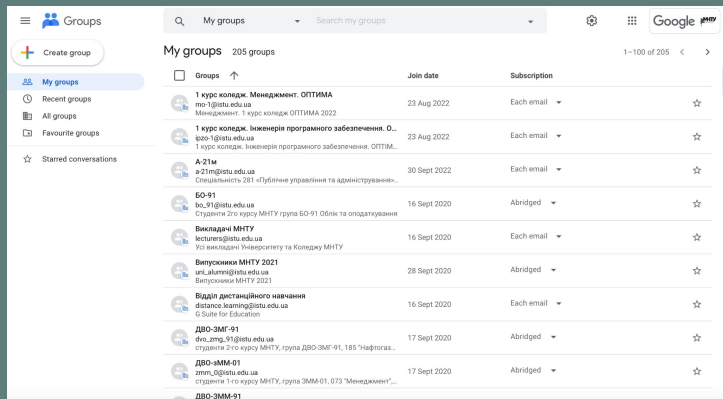 Groups
My groups
Search my groups
Google МНТУ
Create group
My groups
Recent groups
All groups
Favourite groups
Starred conversations
My groups 205 groups
1–100 of 205
Groups Join date Subscription
1 курс коледж. Менеджмент. ОПТИМА
mo-1@istu.edu.ua
Менеджмент. 1 курс коледж ОПТИМА 2022
23 Aug 2022 Each email
1 курс коледж. Інженерія програмного забезпечення. О...
ipzo-1@istu.edu.ua
1 курс коледж. Інженерія програмного забезпечення. ОПТІМ...
23 Aug 2022 Each email
А-21м
a-21m@istu.edu.ua
Спеціальність 281 «Публічне управління та адміністрування»...
30 Sept 2022 Each email
БО-91
bo_91@istu.edu.ua
Студенти 2го курсу МНТУ група БО-91 Облік та оподаткування
16 Sept 2020 Abridged
Викладачі МНТУ
lecturers@istu.edu.ua
Усі викладачі Університету та Коледжу МНТУ
16 Sept 2020 Each email
Випускники МНТУ 2021
uni_alumni@istu.edu.ua
Випускники МНТУ 2021
28 Sept 2020 Abridged
Відділ дистанційного навчання
distance.learning@istu.edu.ua
G Suite for Education
16 Sept 2020 Each email
ДВО-ЗМГ-91
dvo_zmg_91@istu.edu.ua
студенти 2-го курсу МНТУ, група ДВО-ЗМГ-91, 185 "Нафтогаз...
17 Sept 2020 Abridged
ДВО-зММ-01
zmm_0@istu.edu.ua
студенти 1-го курсу МНТУ, група ЗММ-01, 073 "Менеджмент",...
17 Sept 2020 Abridged
ДВО-ЗММ-91